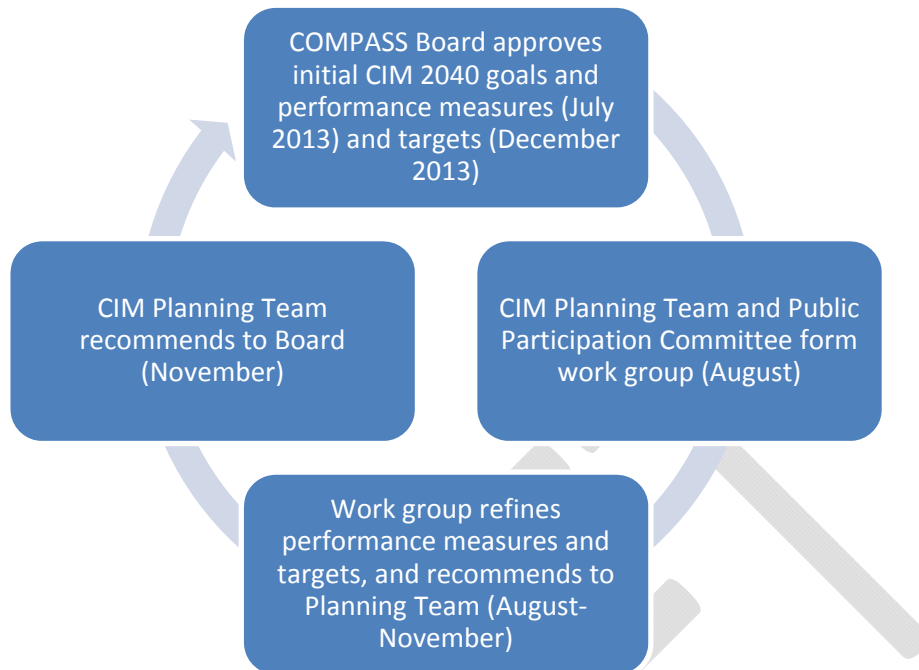 COMPASS Board approves
initial CIM 2040 goals and
performance measures (July
2013) and targets (December
2013)
CIM Planning Team and Public
Participation Committee form
work group (August)
Work group refines
performance measures and
targets, and recommends to
Planning Team (August-
November)
CIM Planning Team
recommends to Board
(November)